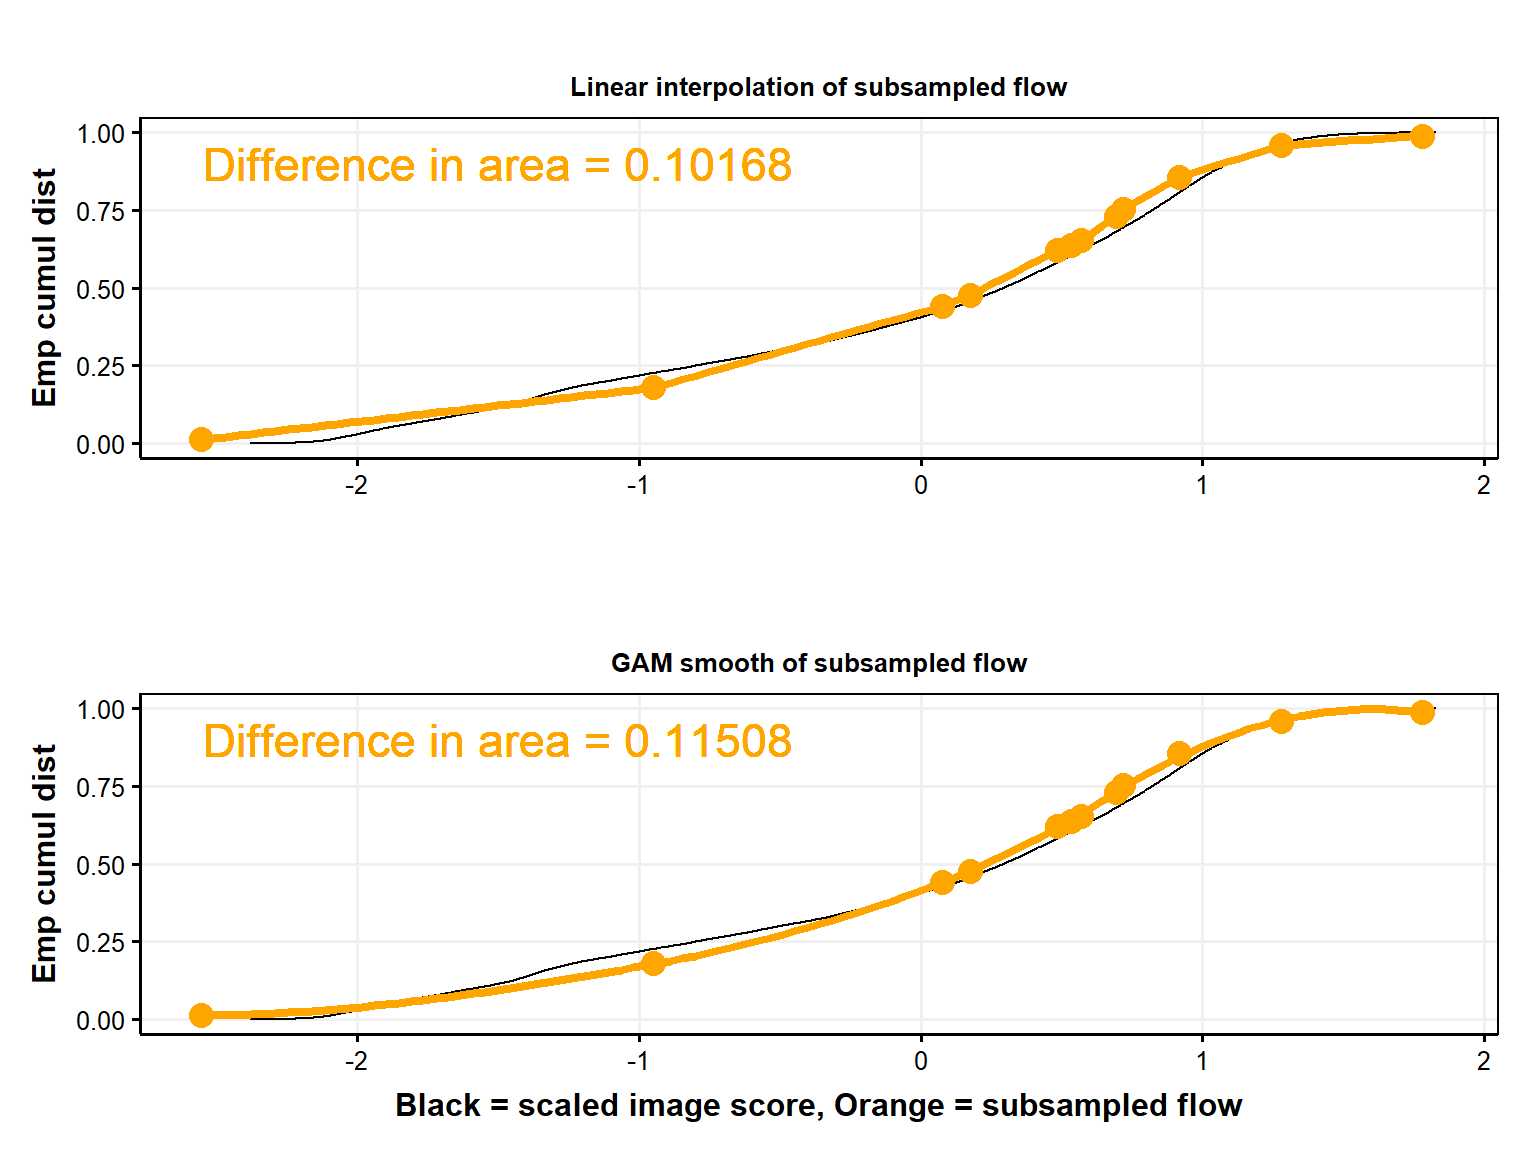 Linear interpolation of subsampled flow
Difference in area = 0.10168
Emp cumul dist
1.00
0.75
0.50
0.25
0.00
-2 -1 0 1 2
GAM smooth of subsampled flow
Difference in area = 0.11508
Emp cumul dist
1.00
0.75
0.50
0.25
0.00
-2 -1 0 1 2
Black = scaled image score, Orange = subsampled flow